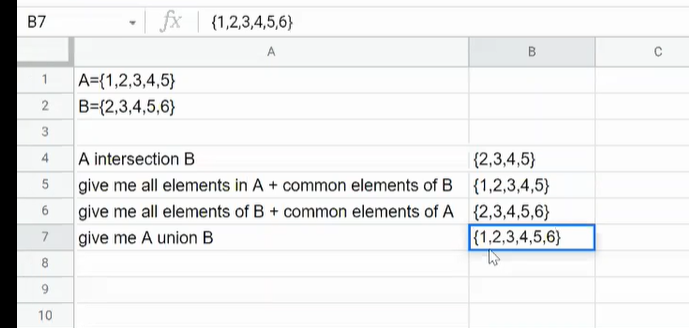 B7 fx {1,2,3,4,5,6}
A B C
1 A={1,2,3,4,5}
2 B={2,3,4,5,6}
3
4 A intersection B {2,3,4,5}
5 give me all elements in A + common elements of B {1,2,3,4,5}
6 give me all elements of B + common elements of A {2,3,4,5,6}
7 give me A union B {1,2,3,4,5,6}
8
9
10